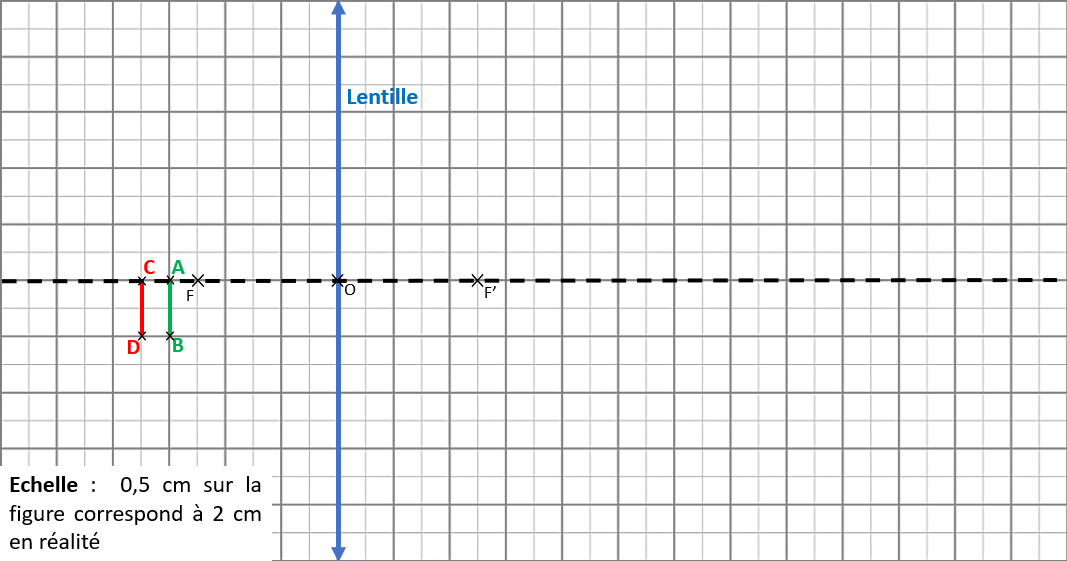 Lentille
C A
F O F’
D B
Echelle : 0,5 cm sur la
figure correspond à 2 cm
en réalité